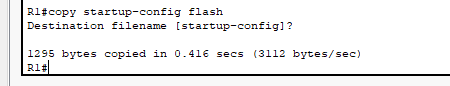 R1#copy startup-config flash
Destination filename [startup-config]?
1295 bytes copied in 0.416 secs (3112 bytes/sec)
R1#